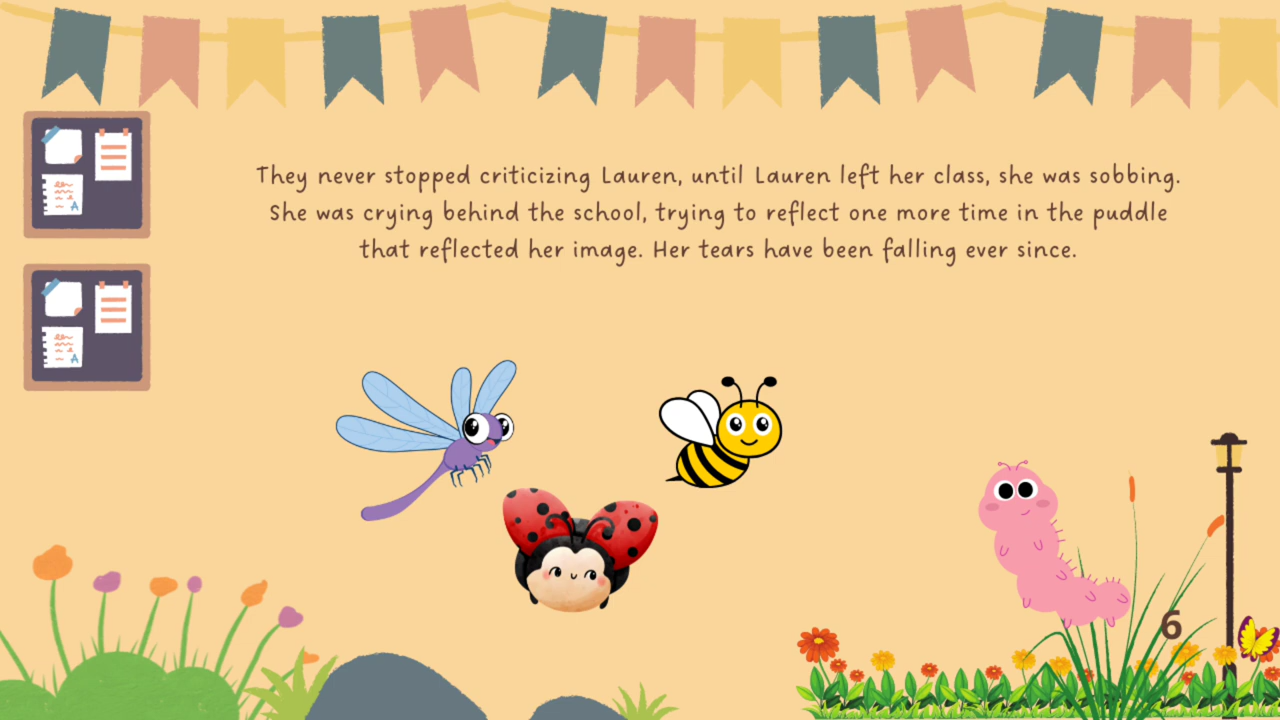 They never stopped criticizing Lauren, until Lauren left her class, she was sobbing.
She was crying behind the school, trying to reflect one more time in the puddle
that reflected her image. Her tears have been falling ever since.
A
A
6